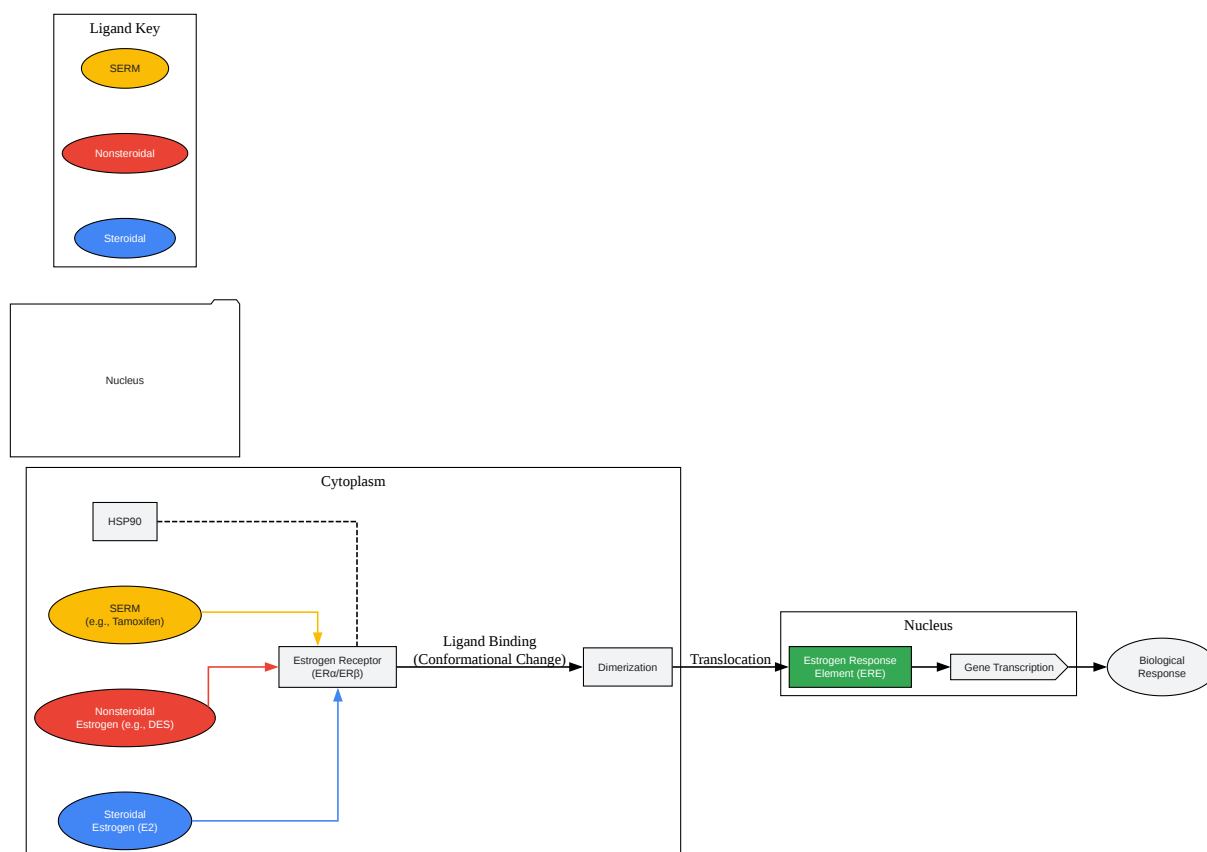 Ligand Key
SERM
Nonsteroidal
Steroidal
Nucleus
Cytoplasm
HSP90
SERM
(e.g., Tamoxifen)
Nonsteroidal
Estrogen (e.g., DES)
Steroidal
Estrogen (E2)
Estrogen Receptor
(ERα/ERβ)
Ligand Binding
(Conformational Change)
Dimerization
Translocation
Nucleus
Estrogen Response
Element (ERE)
Gene Transcription
Biological
Response